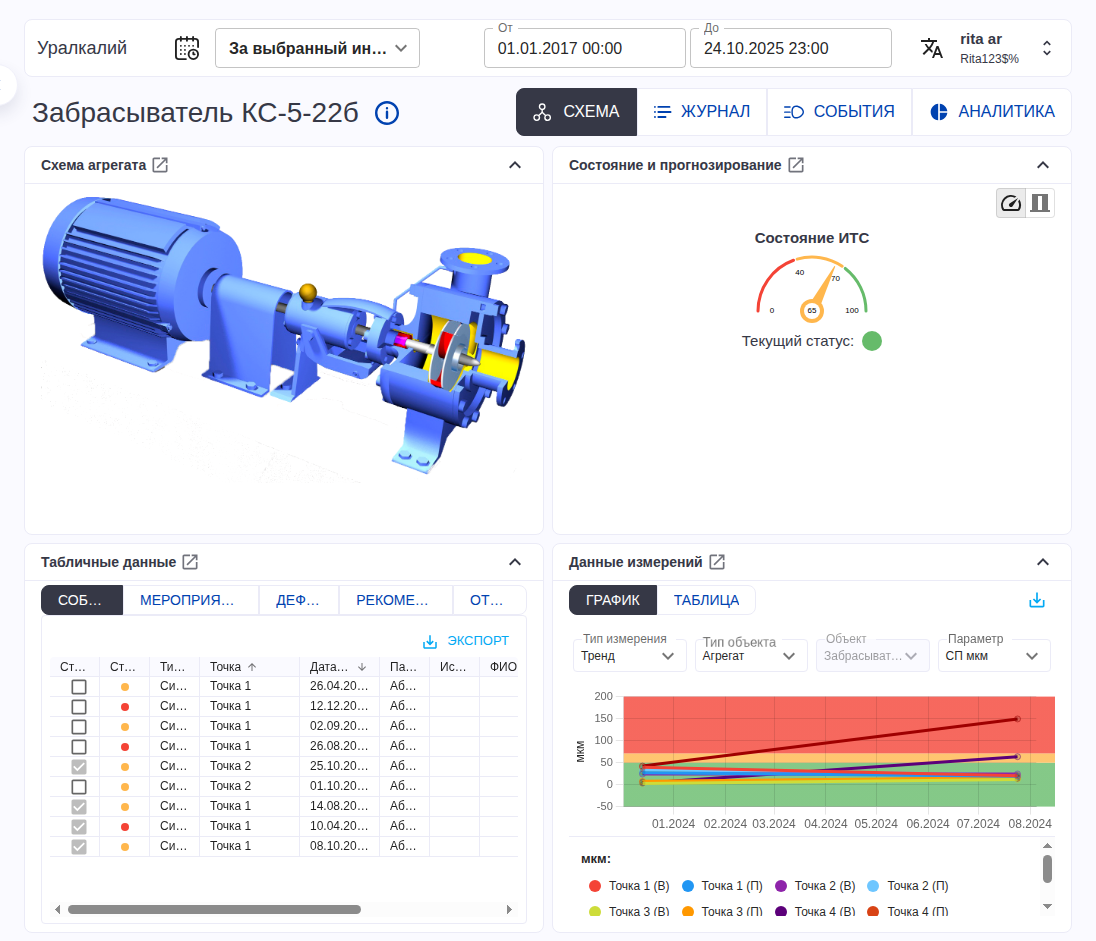 Уралкалий
За выбранный ин…
От
01.01.2017 00:00
До
24.10.2025 23:00
rita ar
Rita123$%
Забрасыватель КС-5-22б
СХЕМА
ЖУРНАЛ
СОБЫТИЯ
АНАЛИТИКА
Схема агрегата
Состояние и прогнозирование
Состояние ИТС
0
40
70
100
65
Текущий статус:
Табличные данные
СОБ…
МЕРОПРИЯ…
ДЕФ…
РЕКОМЕ…
ОТ…
ЭКСПОРТ
Ст… Ст… Ти… Точка Дата… Па… Ис… ФИО
Си… Точка 1 26.04.20… Аб…
Си… Точка 1 12.12.20… Аб…
Си… Точка 1 02.09.20… Аб…
Си… Точка 1 26.08.20… Аб…
Си… Точка 2 25.10.20… Аб…
Си… Точка 2 01.10.20… Аб…
Си… Точка 1 14.08.20… Аб…
Си… Точка 1 10.04.20… Аб…
Си… Точка 1 08.10.20… Аб…
Данные измерений
ГРАФИК
ТАБЛИЦА
Тип измерения
Тренд
Тип объекта
Агрегат
Объект
Забрасыват…
Параметр
СП мкм
мкм
200
150
100
50
0
-50
01.2024 02.2024 03.2024 04.2024 05.2024 06.2024 07.2024 08.2024
мкм:
Точка 1 (В) Точка 1 (П) Точка 2 (В) Точка 2 (П)
Точка 3 (В) Точка 3 (П) Точка 4 (В) Точка 4 (П)